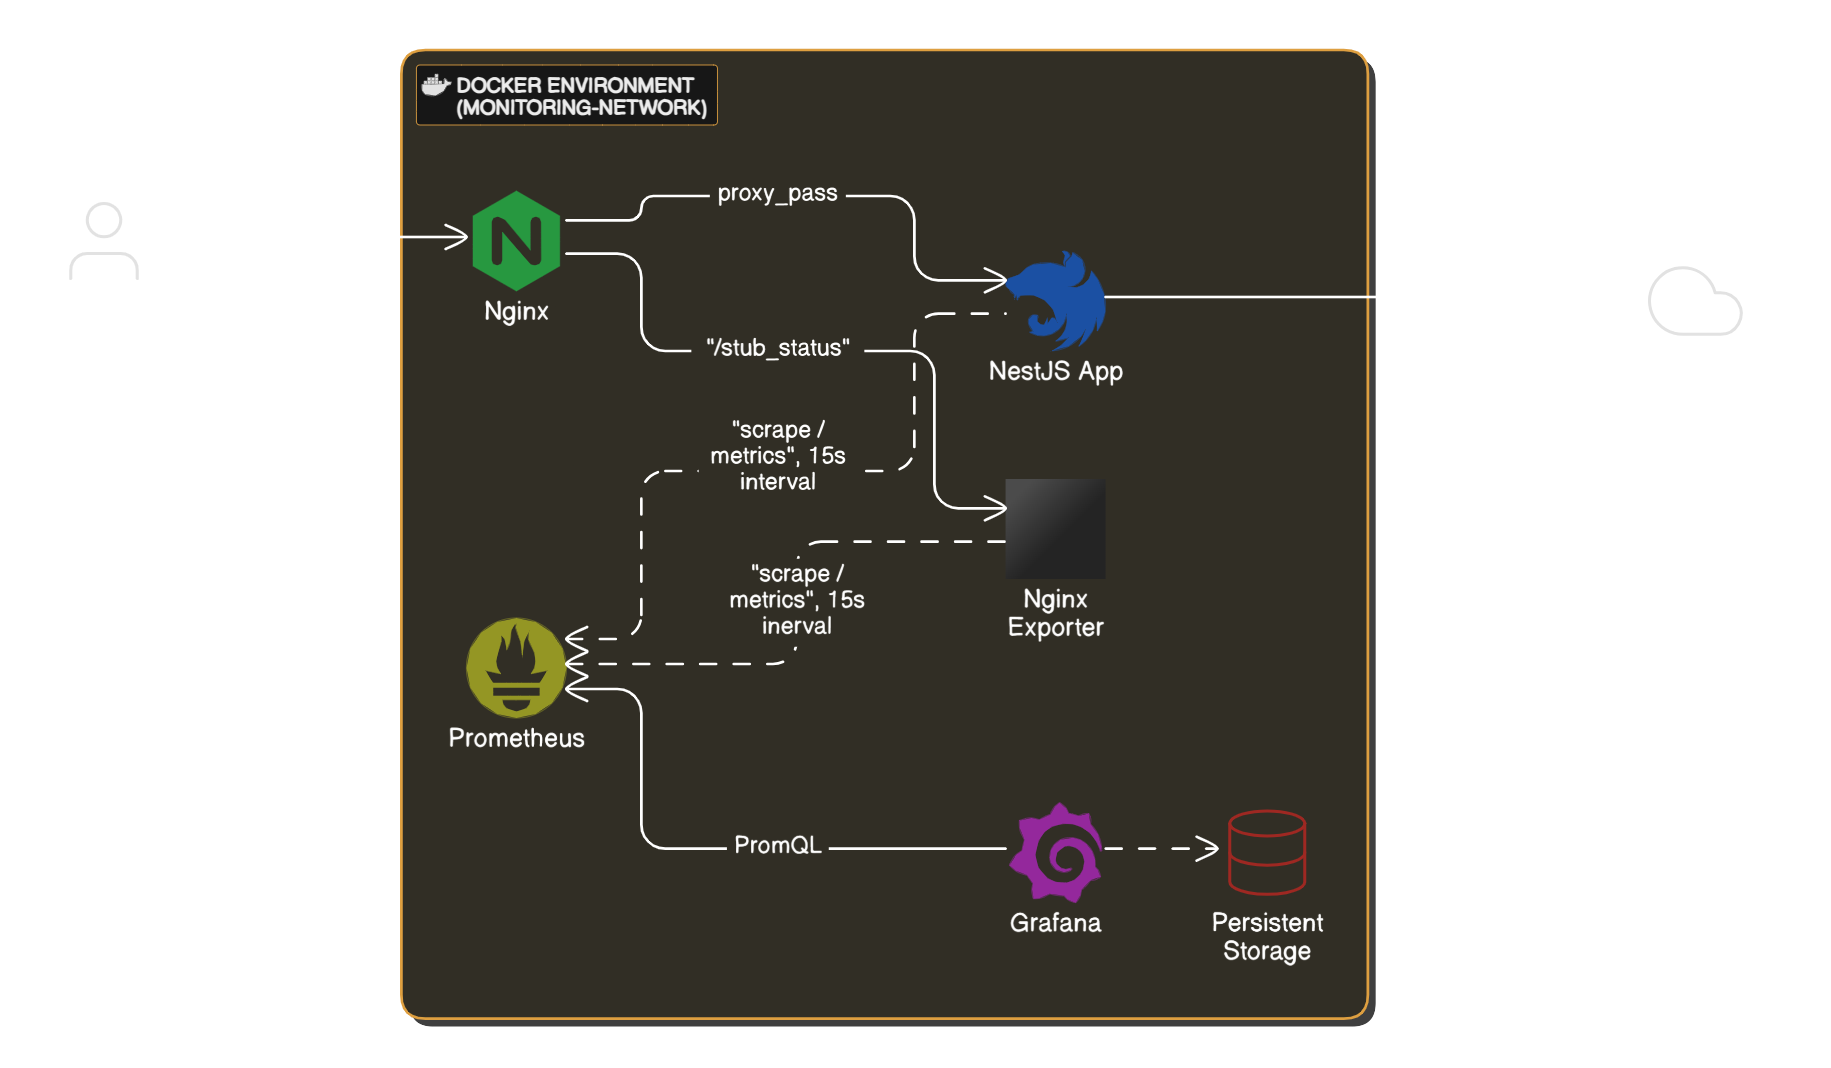 DOCKER ENVIRONMENT
(MONITORING-NETWORK)
proxy_pass
Nginx
"/stub_status"
NestJS App
"scrape /
metrics", 15s
interval
"scrape /
metrics", 15s
inerval
Nginx
Exporter
Prometheus
PromQL
Grafana
Persistent
Storage